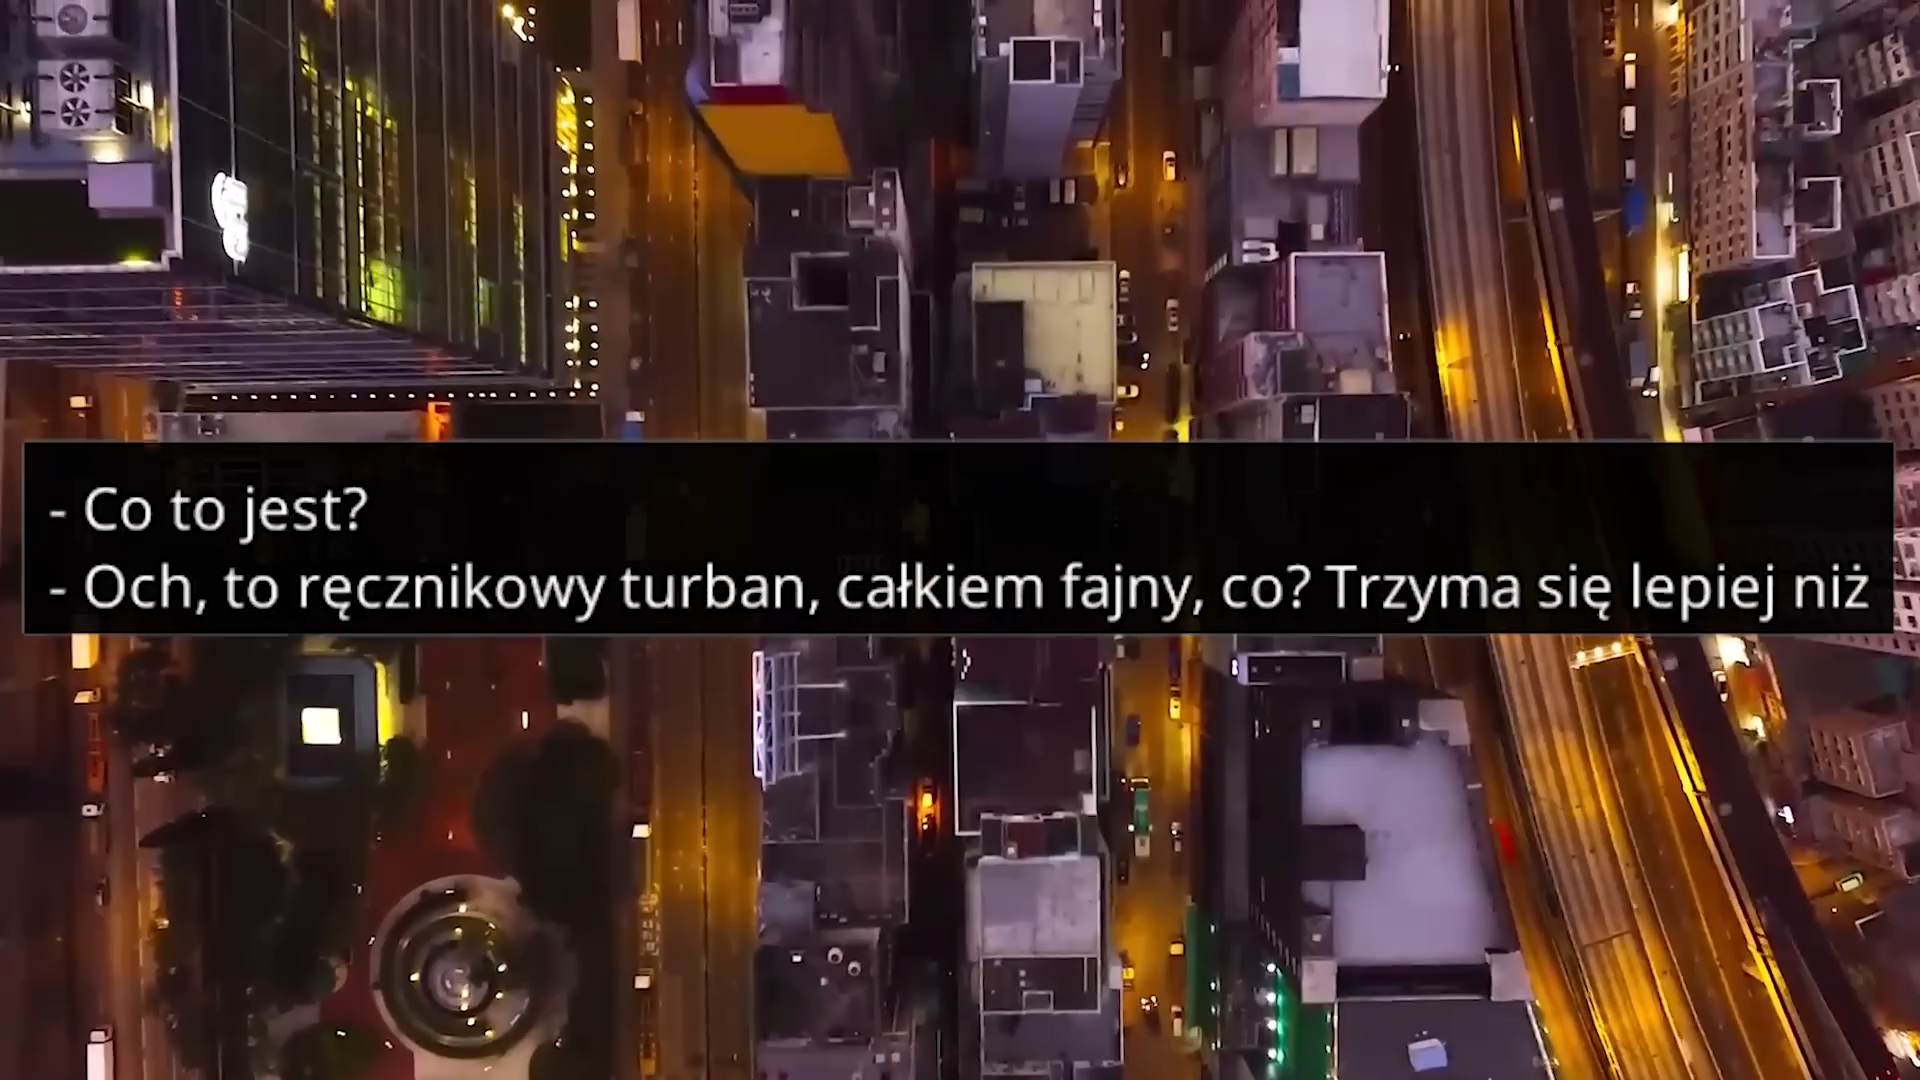 - Co to jest?
- Och, to ręcznikowy turban, całkiem fajny, co? Trzyma się lepiej niż